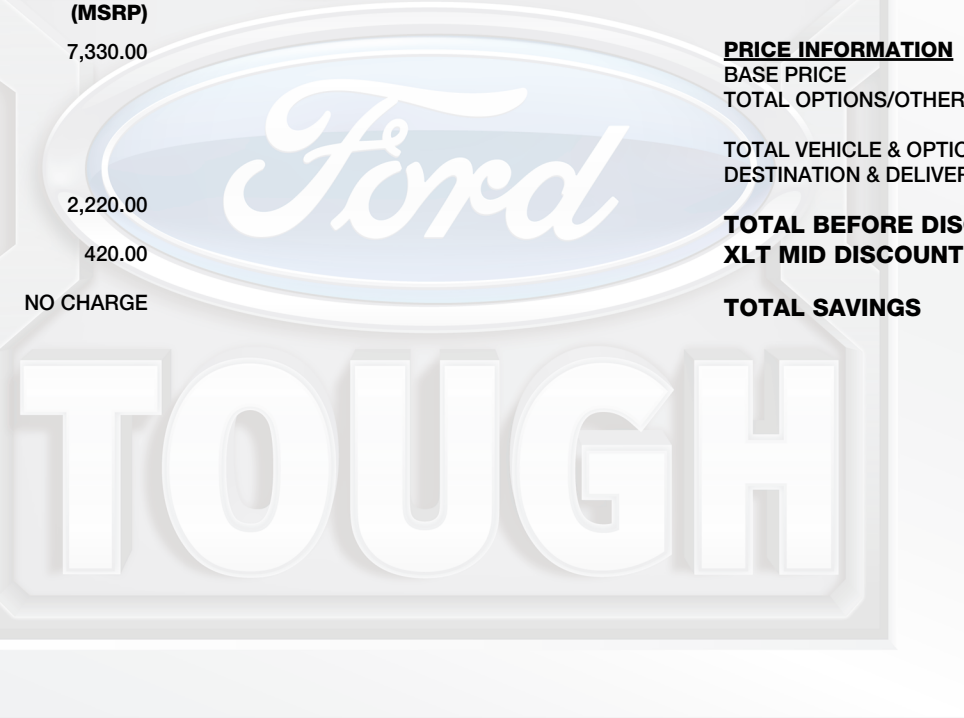 (MSRP)
7,330.00
2,220.00
420.00
NO CHARGE
PRICE INFORMATION
BASE PRICE
TOTAL OPTIONS/OTHER
TOTAL VEHICLE & OPTIO
DESTINATION & DELIVER
TOTAL BEFORE DIS
XLT MID DISCOUNT
TOTAL SAVINGS
Ford
TOUGH